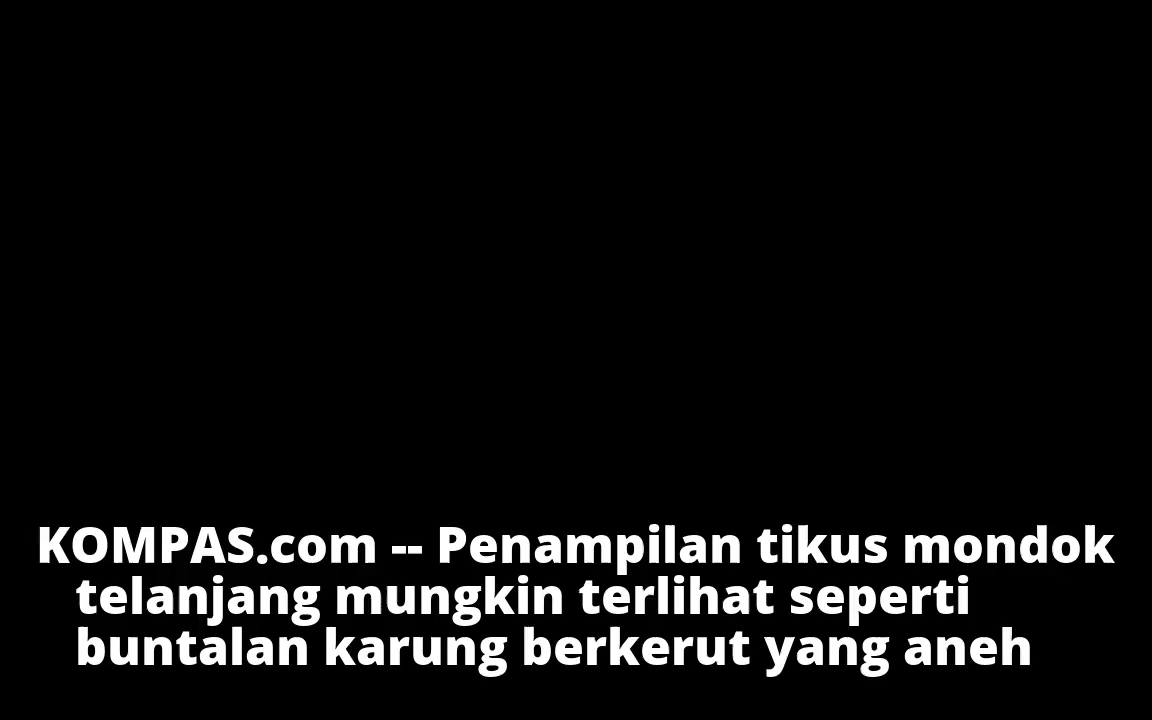 KOMPAS.com -- Penampilan tikus mondok
telanjang mungkin terlihat seperti
buntalan karung berkerut yang aneh